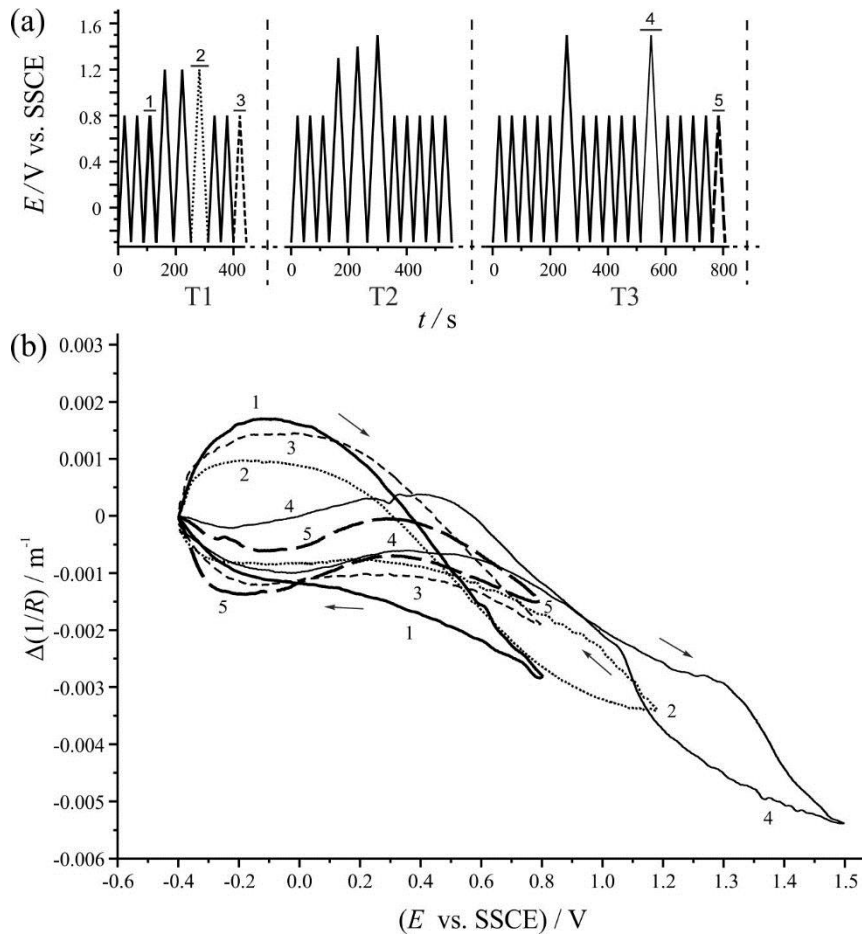 (a)
E/V vs. SSCE
1.6
1.2
0.8
0.4
0
1
2
3
4
5
0 200 400
0 200 400
0 200 400 600 800
T1 T2 T3
t / s
(b)
Δ(1/R) / m⁻¹
0.003
0.002
0.001
0
-0.001
-0.002
-0.003
-0.004
-0.005
-0.006
1
3
2
4
5
4
3
5
5
1
2
4
-0.6 -0.4 -0.2 0.0 0.2 0.4 0.6 0.8 1.0 1.2 1.5
(E vs. SSCE) / V